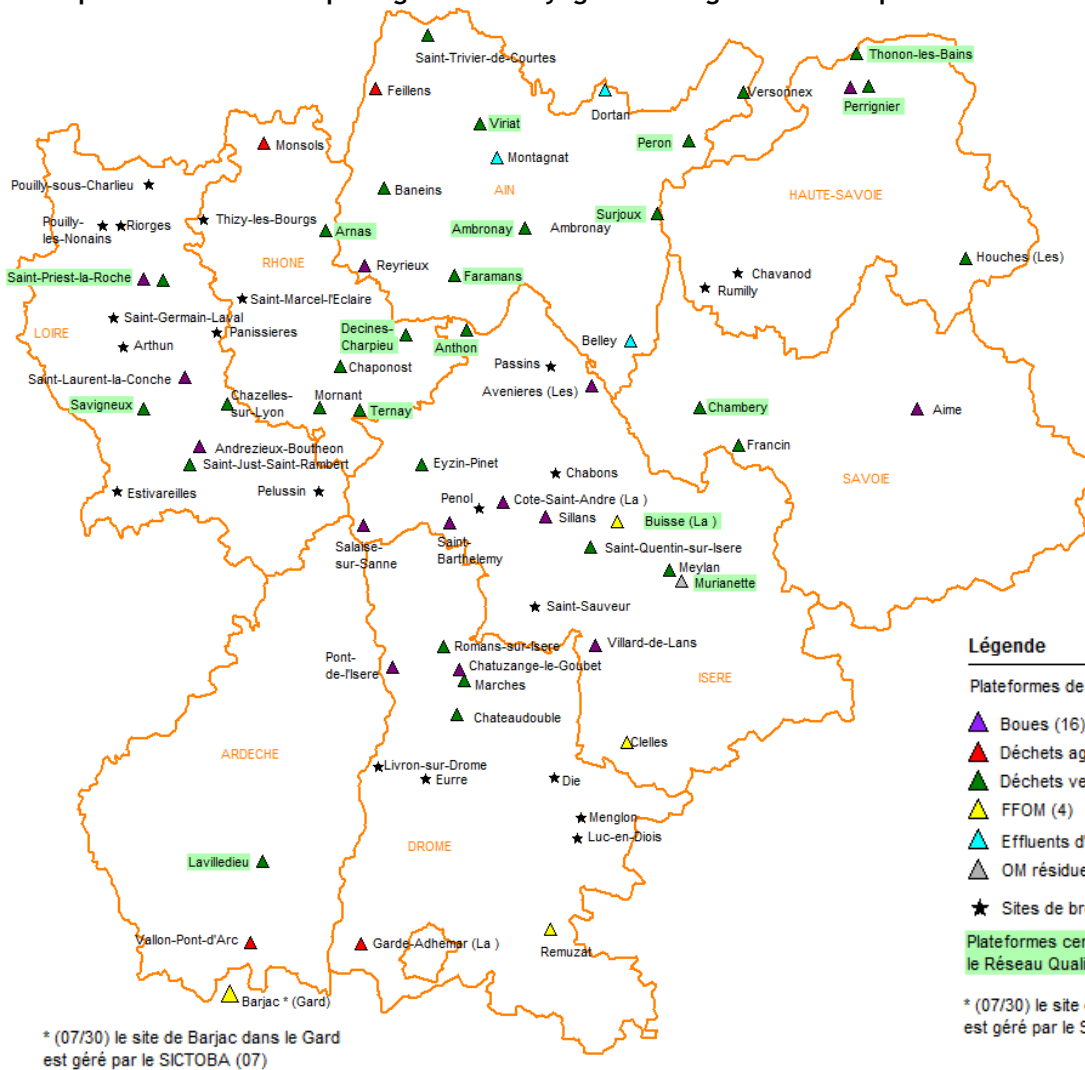 Saint-Trivier-de-Courtes
Thonon-les-Bains
Feillens
Versonnex
Dortan
Perrignier
Viriat
Monsols
Peron
Montagnat
Pouilly-sous-Charlieu
Baneins
AIN
HAUTE-SAVOIE
Pouilly-
les-Nonains
Riorges
Thizy-les-Bourgs
Arnas
Ambronay
Ambronay
Surjoux
RHONE
Reyrieux
Houches (Les)
Saint-Priest-la-Roche
Faramans
Chavanod
Rumilly
Saint-Marcel-l'Eclaire
Saint-Germain-Laval
LOIRE
Panissieres
Decines-
Charpieu
Anthon
Belley
Arthun
Passins
Chaponost
Saint-Laurent-la-Conche
Avenieres (Les)
Savigneux
Chazelles-
sur-Lyon
Mornant
Ternay
Chambery
Aime
Andrezieux-Boutheon
Francin
Saint-Just-Saint-Rambert
Eyzin-Pinet
Chabons
SAVOIE
Estivareilles
Pelussin
Penol
Cote-Saint-Andre (La )
Sillans
Buisse (La )
Salaise-
sur-Sanne
Saint-
Barthelemy
Saint-Quentin-sur-Isere
Meylan
Murianette
Saint-Sauveur
Romans-sur-Isere
Villard-de-Lans
Pont-
de-l'Isere
Chatuzange-le-Goubet
Marches
ISERE
Chateaudouble
Clelles
ARDECHE
Livron-sur-Drome
Eurre
Die
Menglon
Luc-en-Diois
DROME
Lavilledieu
Vallon-Pont-d'Arc
Garde-Adhemar (La )
Remuzat
Barjac * (Gard)
* (07/30) le site de Barjac dans le Gard
est géré par le SICTOBA (07)
Légende
Plateformes de
Boues (16)
Déchets ag
Déchets ve
FFOM (4)
Effluents d'
OM résidue
Sites de br
Plateformes cer
le Réseau Quali
* (07/30) le site
est géré par le S